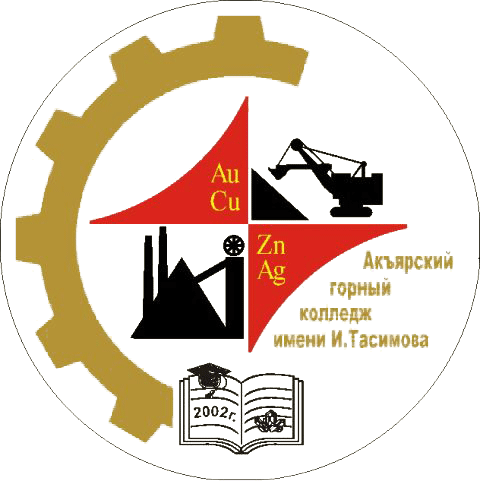 Au
Cu
Zn
Ag
Акъярский
горный
колледж
имени И.Тасимова
2002г.